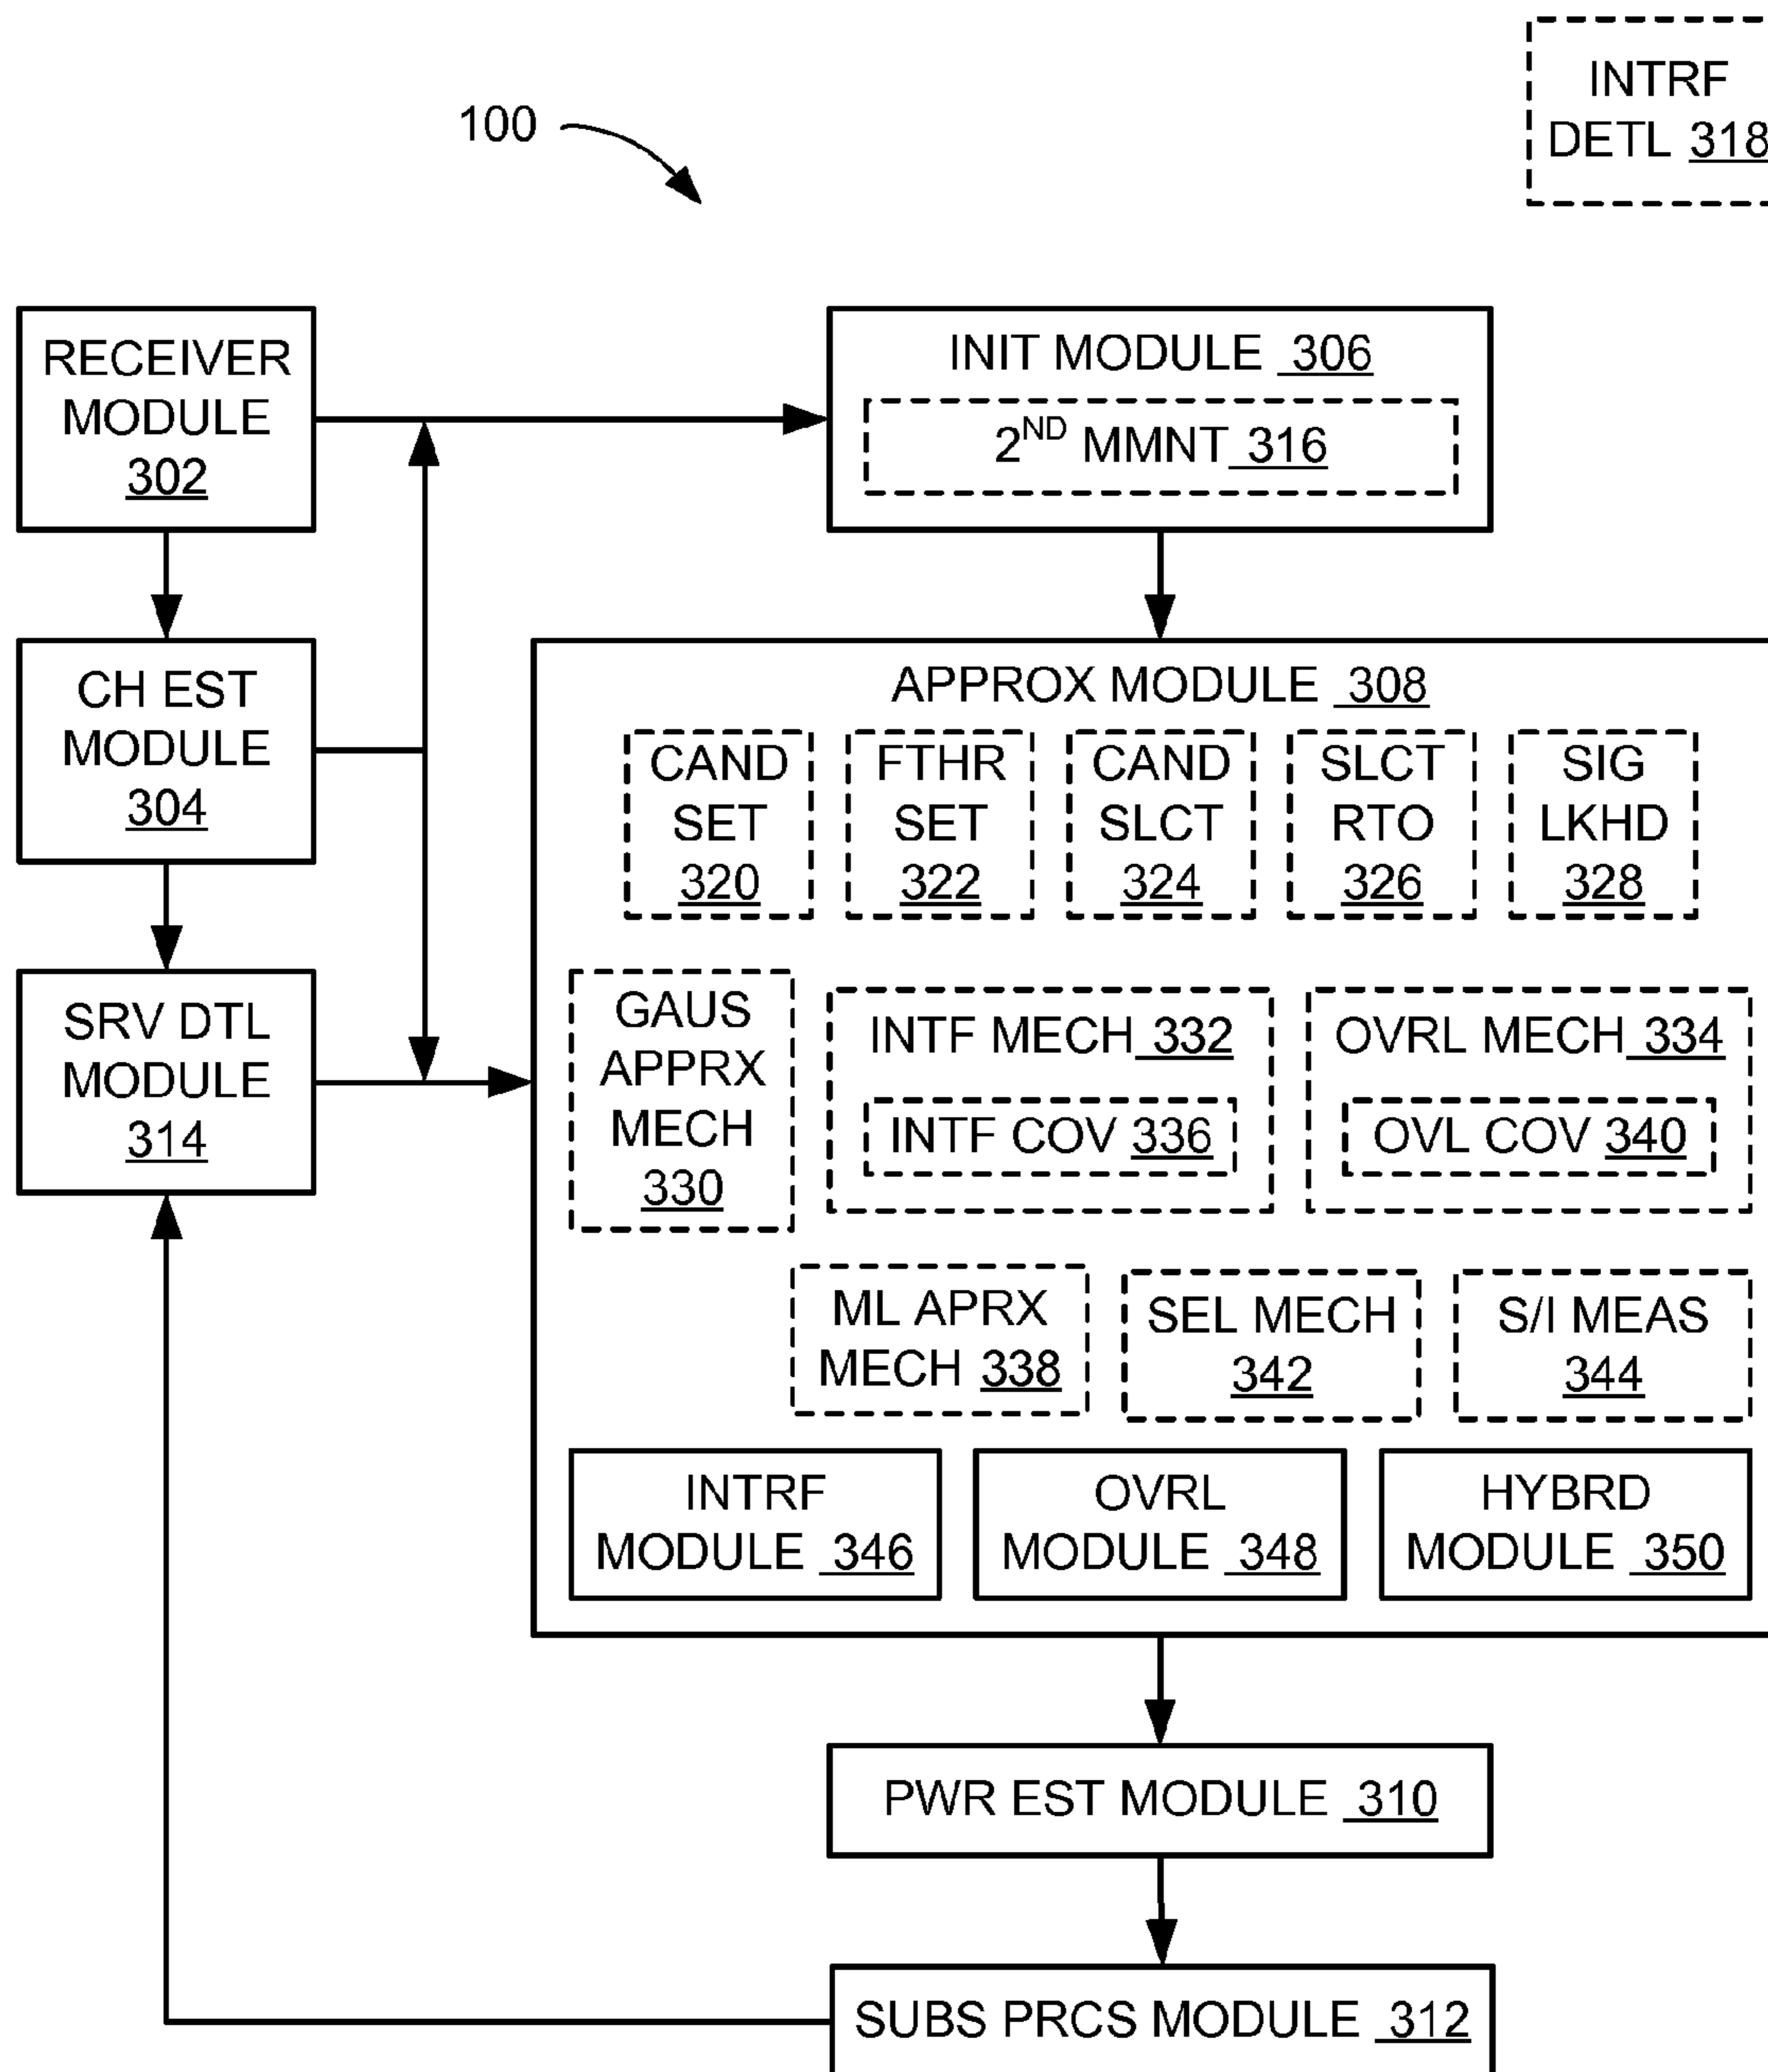 INTRF
DETL 318
100
RECEIVER
MODULE
302
INIT MODULE 306
2ND MMNT 316
CH EST
MODULE
304
SRV DTL
MODULE
314
APPROX MODULE 308
CAND
SET
320
FTHR
SET
322
CAND
SLCT
324
SLCT
RTO
326
SIG
LKHD
328
GAUS
APPRX
MECH
330
INTF MECH 332
INTF COV 336
OVRL MECH 334
OVL COV 340
ML APRX
MECH 338
SEL MECH
342
S/I MEAS
344
INTRF
MODULE 346
OVRL
MODULE 348
HYBRD
MODULE 350
PWR EST MODULE 310
SUBS PRCS MODULE 312